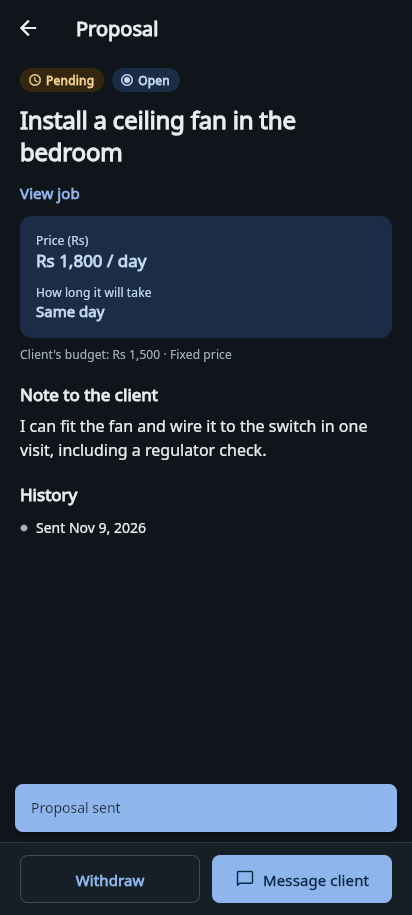 Proposal
Pending
Open
Install a ceiling fan in the
bedroom
View job
Price (Rs)
Rs 1,800 / day
How long it will take
Same day
Client's budget: Rs 1,500 · Fixed price
Note to the client
I can fit the fan and wire it to the switch in one
visit, including a regulator check.
History
Sent Nov 9, 2026
Proposal sent
Withdraw
Message client